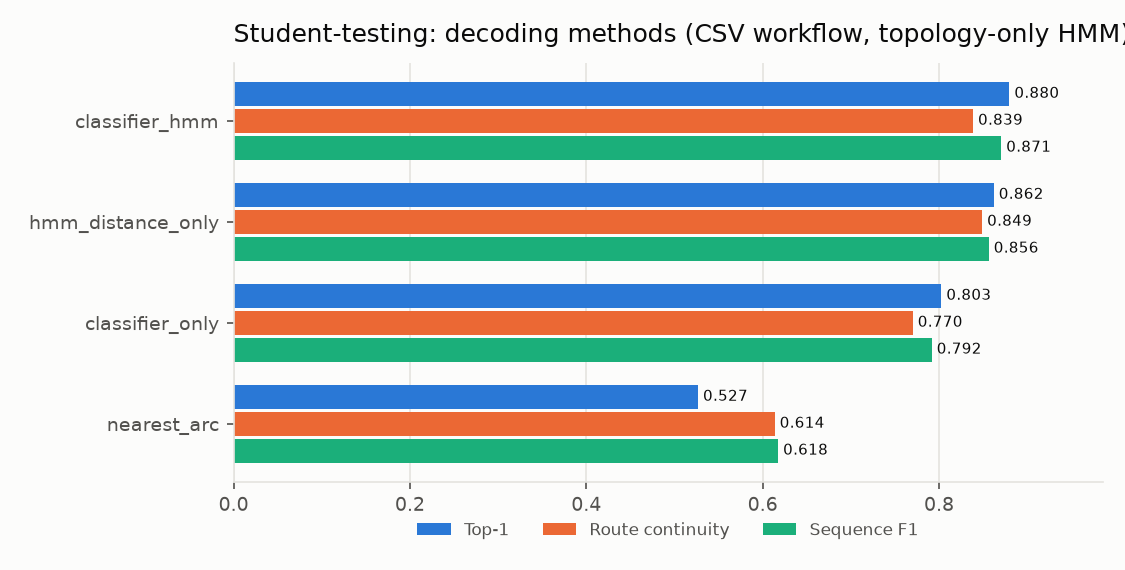 Student-testing: decoding methods (CSV workflow, topology-only HMM)
classifier_hmm
0.880
0.839
0.871
hmm_distance_only
0.862
0.849
0.856
classifier_only
0.803
0.770
0.792
nearest_arc
0.527
0.614
0.618
0.0 0.2 0.4 0.6 0.8
Top-1 Route continuity Sequence F1